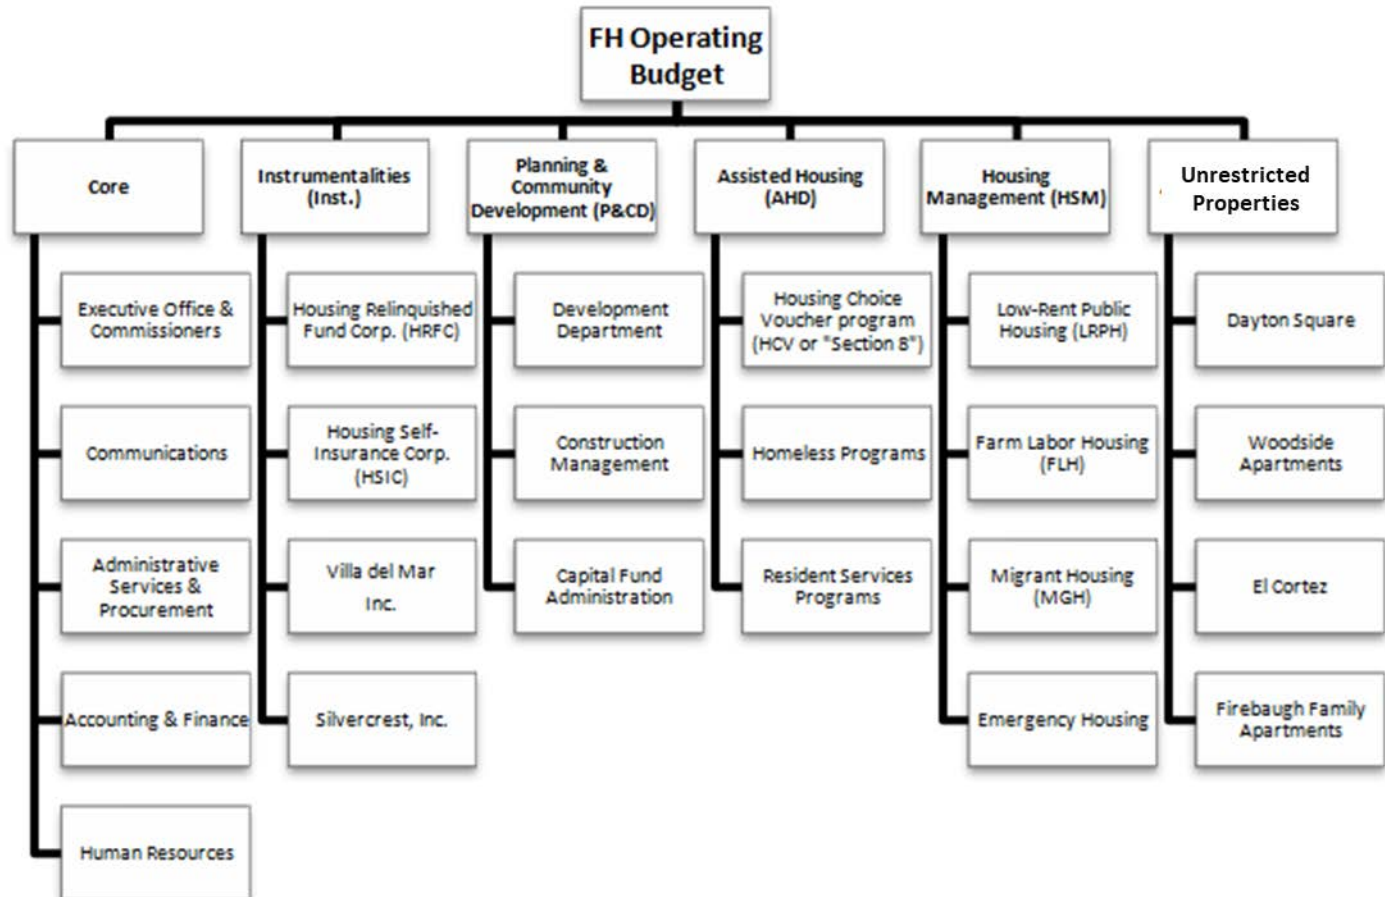 FH Operating
Budget
Core
Instrumentalities
(Inst.)
Planning &
Community
Development (P&CD)
Assisted Housing
(AHD)
Housing
Management (HSM)
Unrestricted
Properties
Executive Office &
Commissioners
Communications
Administrative
Services &
Procurement
Accounting & Finance
Human Resources
Housing Relinquished
Fund Corp. (HRFC)
Housing Self-
Insurance Corp.
(HSIC)
Villa del Mar
Inc.
Silvercrest, Inc.
Development
Department
Construction
Management
Capital Fund
Administration
Housing Choice
Voucher program
(HCV or "Section 8")
Homeless Programs
Resident Services
Programs
Low-Rent Public
Housing (LRPH)
Farm Labor Housing
(FLH)
Migrant Housing
(MGH)
Emergency Housing
Dayton Square
Woodside
Apartments
El Cortez
Firebaugh Family
Apartments